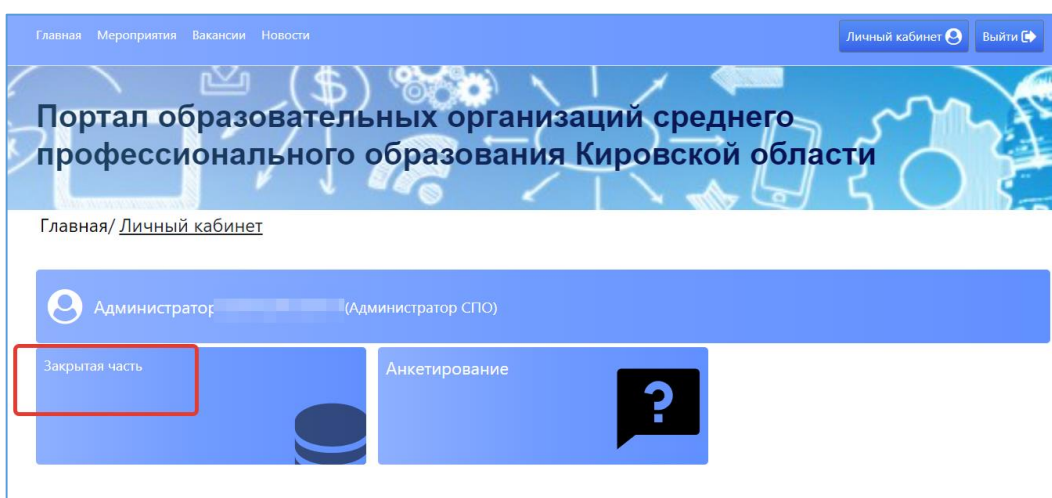 Главная Мероприятия Вакансии Новости
Личный кабинет Выйти
Портал образовательных организаций среднего
профессионального образования Кировской области
Главная/ Личный кабинет
Администратор (Администратор СПО)
Закрытая часть
Анкетирование
?